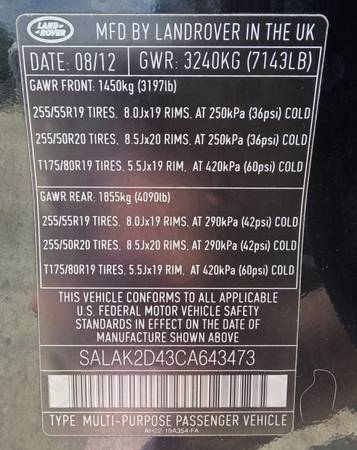 LAND
ROVER
MFD BY LANDROVER IN THE UK
DATE: 08/12 GWR: 3240KG (7143LB)
GAWR FRONT: 1450kg (3197lb)
255/55R19 TIRES. 8.0Jx19 RIMS, AT 250kPa (36psi) COLD
255/50R20 TIRES. 8.5Jx20 RIMS, AT 250kPa (36psi) COLD
T175/80R19 TIRES. 5.5Jx19 RIM, AT 420kPa (60psi) COLD
GAWR REAR: 1855kg (4090lb)
255/55R19 TIRES. 8.0Jx19 RIMS, AT 290kPa (42psi) COLD
255/50R20 TIRES. 8.5Jx20 RIMS, AT 290kPa (42psi) COLD
T175/80R19 TIRES. 5.5Jx19 RIM, AT 420kPa (60psi) COLD
THIS VEHICLE CONFORMS TO ALL APPLICABLE
U.S. FEDERAL MOTOR VEHICLE SAFETY
STANDARDS IN EFFECT ON THE DATE OF
MANUFACTURE SHOWN ABOVE
SALAK2D43CA643473
TYPE: MULTI-PURPOSE PASSENGER VEHICLE
AH22-19A354-FA